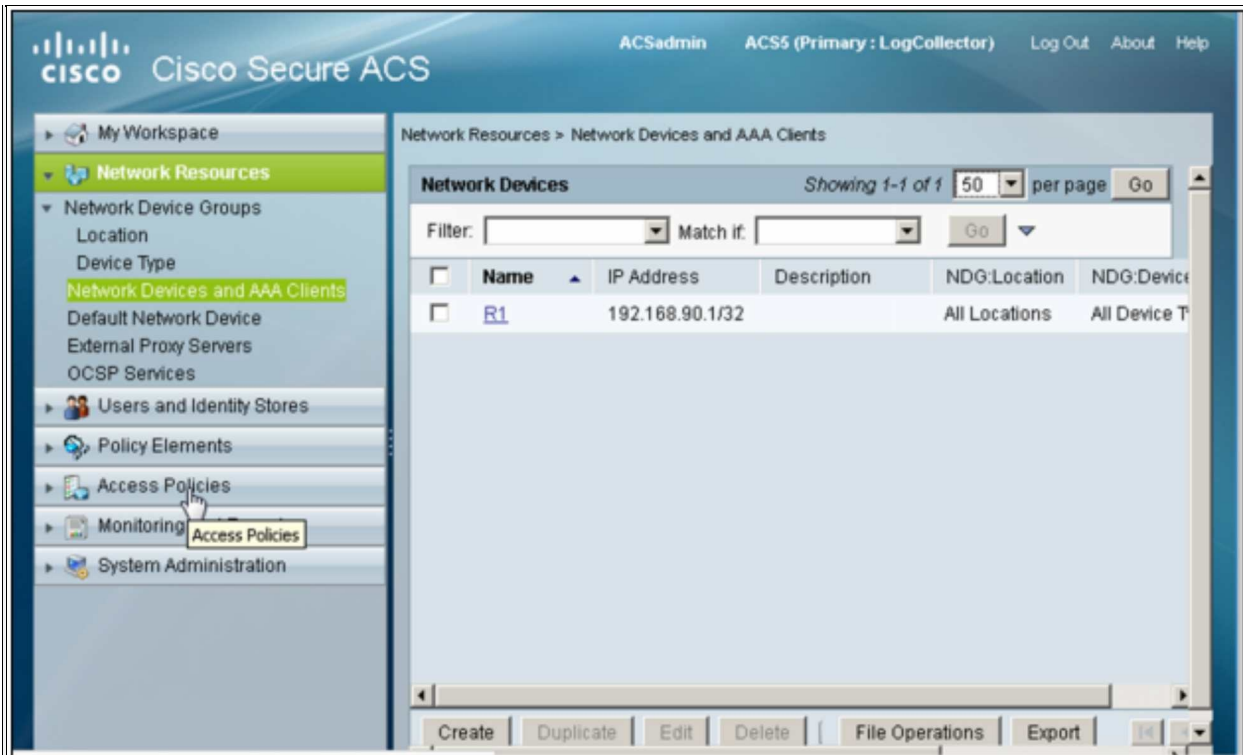 ACSadmin ACS5 (Primary : LogCollector) Log Out About Help
CISCO Cisco Secure ACS
My Workspace
Network Resources
Network Device Groups
Location
Device Type
Network Devices and AAA Clients
Default Network Device
External Proxy Servers
OCSP Services
Users and Identity Stores
Policy Elements
Access Policies
Monitoring
Access Policies
System Administration
Network Resources > Network Devices and AAA Clients
Network Devices Showing 1-1 of 1 50 per page Go
Filter: Match if: Go
Name IP Address Description NDG:Location NDG:Device
R1 192.168.90.1/32 All Locations All Device T
Create Duplicate Edit Delete File Operations Export